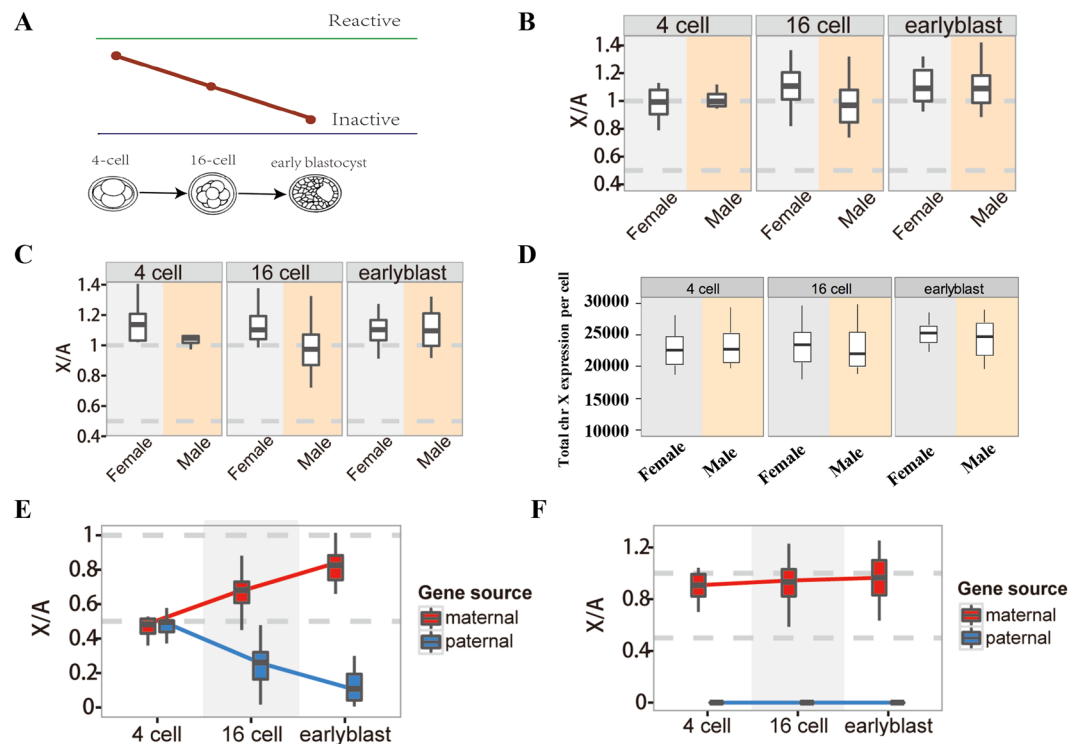 A
Reactive
Inactive
4-cell
16-cell
early blastocyst
B
4 cell
16 cell
earlyblast
X/A
1.4
1.2
1
0.8
0.6
0.4
Female
Male
Female
Male
Female
Male
C
4 cell
16 cell
earlyblast
X/A
1.4
1.2
1
0.8
0.6
0.4
Female
Male
Female
Male
Female
Male
D
4 cell
16 cell
earlyblast
Total chr X expression per cell
30000
25000
20000
15000
10000
Female
Male
Female
Male
Female
Male
E
X/A
1
0.8
0.6
0.4
0.2
0
4 cell
16 cell
earlyblast
Gene source
maternal
paternal
F
X/A
1.2
0.8
0.4
0
4 cell
16 cell
earlyblast
Gene source
maternal
paternal